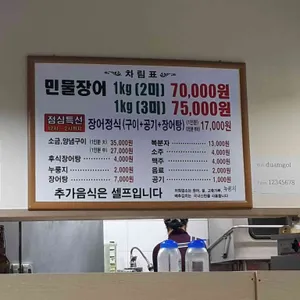 차림표
민물장어 1kg (2미) 70,000원
1kg (3미) 75,000원
점심특선
장어정식(구이+공기+장어탕) 17,000원
소금,양념구이 35,000원
27,000원
후식장어탕 4,000원
누룽지 2,000원
장어탕 7,000원
복분자 13,000원
소주 4,000원
맥주 4,000원
음료 2,000원
공기 1,000원
추가음식은 셀프입니다